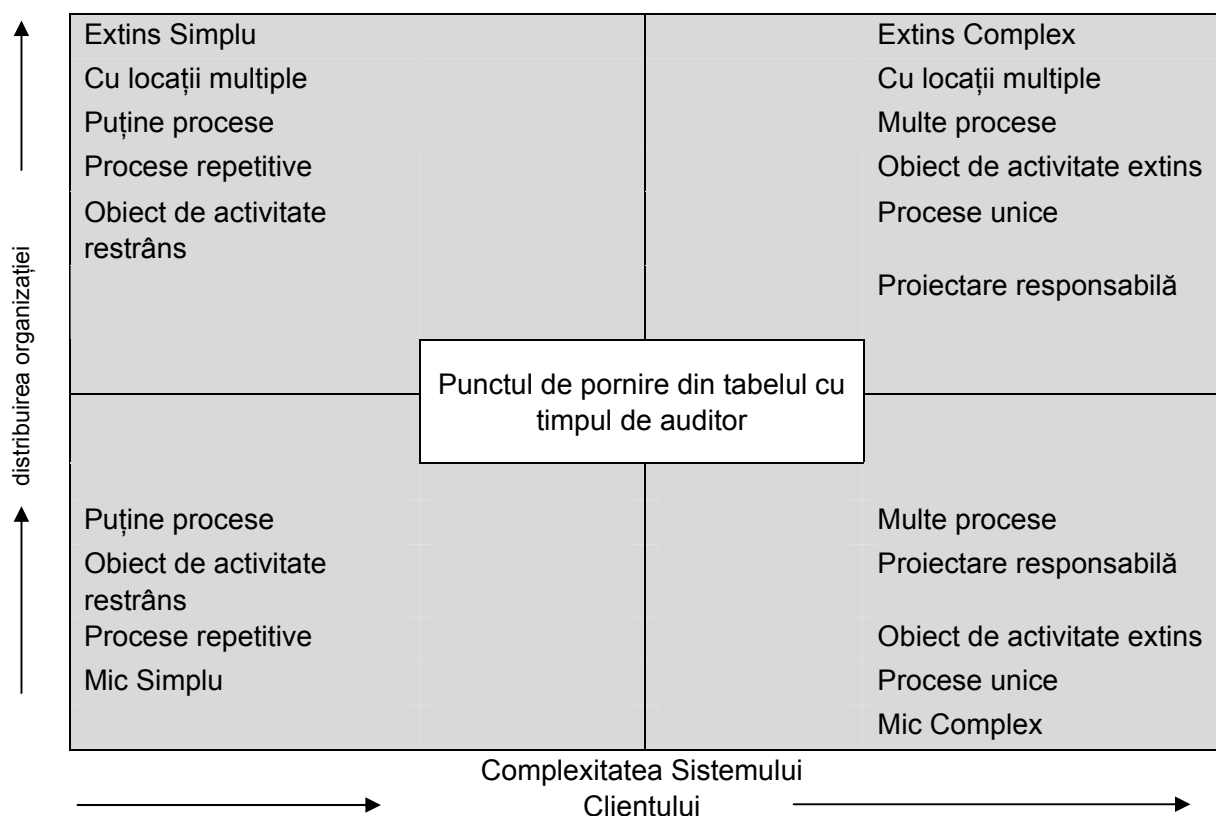 Extins Simplu
Extins Complex
Cu locații multiple
Cu locații multiple
Puține procese
Multe procese
Procese repetitive
Obiect de activitate extins
Obiect de activitate
restrâns
Procese unice
Proiectare responsabilă
distribuirea organizației
Punctul de pornire din tabelul cu
timpul de auditor
Puține procese
Multe procese
Obiect de activitate
restrâns
Proiectare responsabilă
Procese repetitive
Obiect de activitate extins
Mic Simplu
Procese unice
Mic Complex
Complexitatea Sistemului
Clientului